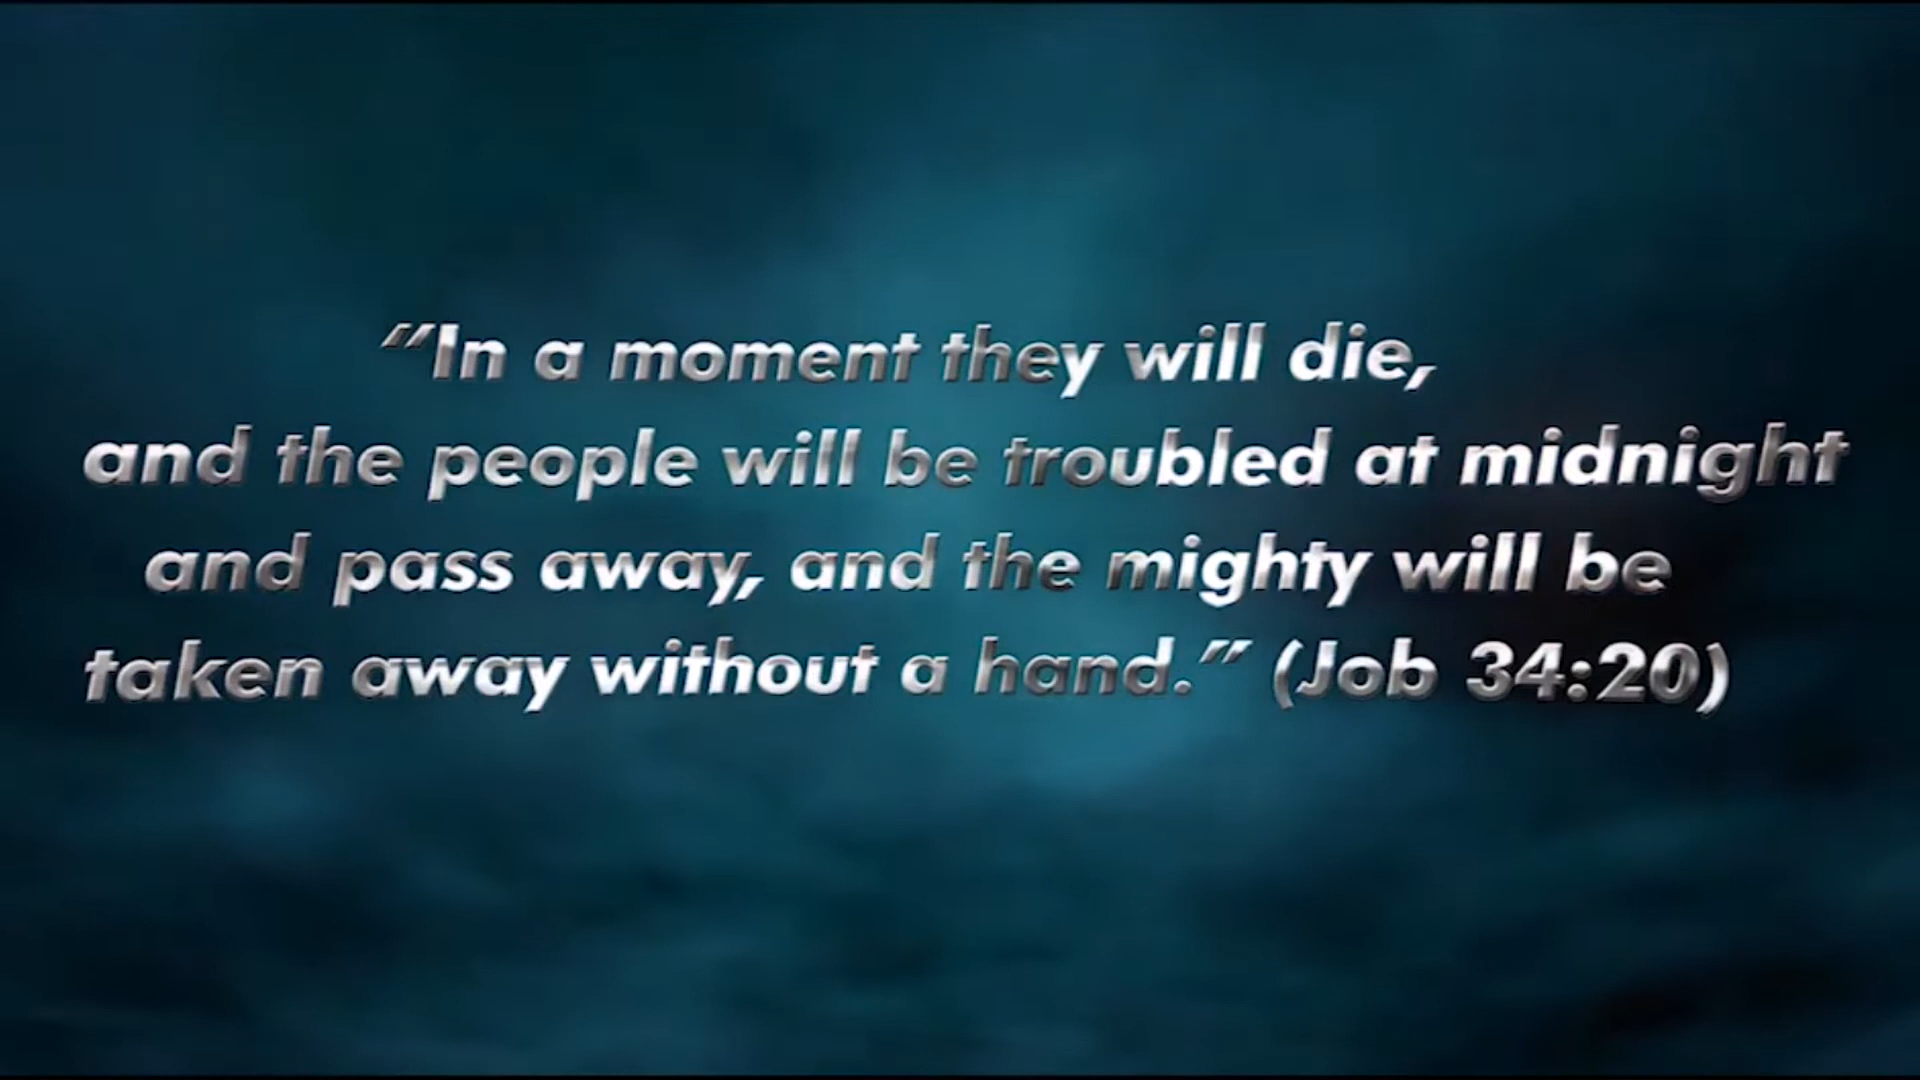 “In a moment they will die,
and the people will be troubled at midnight
and pass away, and the mighty will be
taken away without a hand.” (Job 34:20)